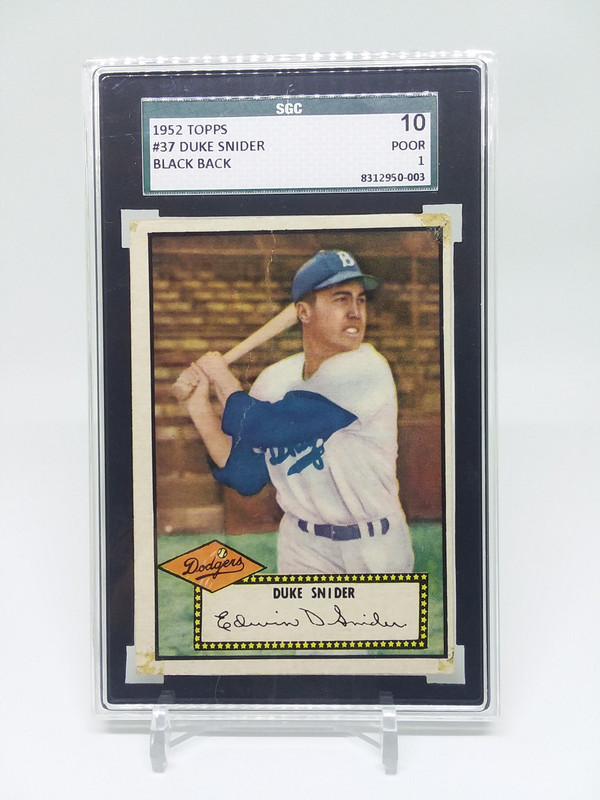 SGC
1952 TOPPS 10
#37 DUKE SNIDER POOR
BLACK BACK 1
8312950-003
B
Dodgers
DUKE SNIDER
Edwin D Snider